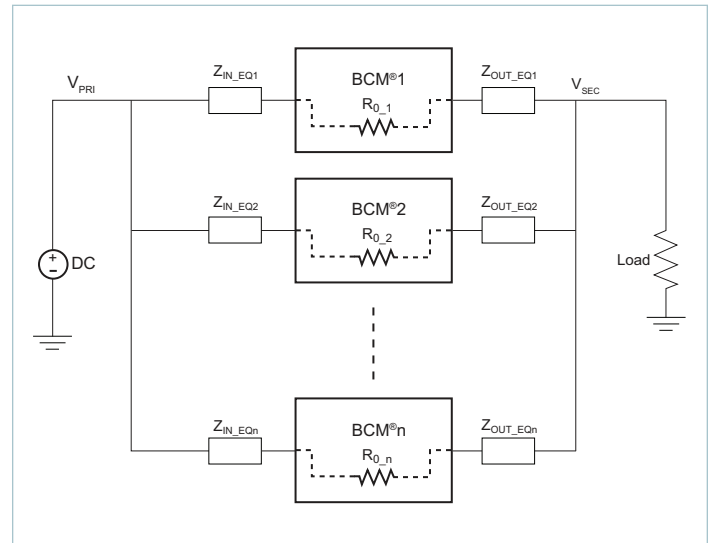 V_PRI
Z_IN_EQ1
BCM®1
R_0_1
Z_OUT_EQ1
V_SEC
Z_IN_EQ2
BCM®2
R_0_2
Z_OUT_EQ2
+
DC
Load
Z_IN_EQn
BCM®n
R_0_n
Z_OUT_EQn